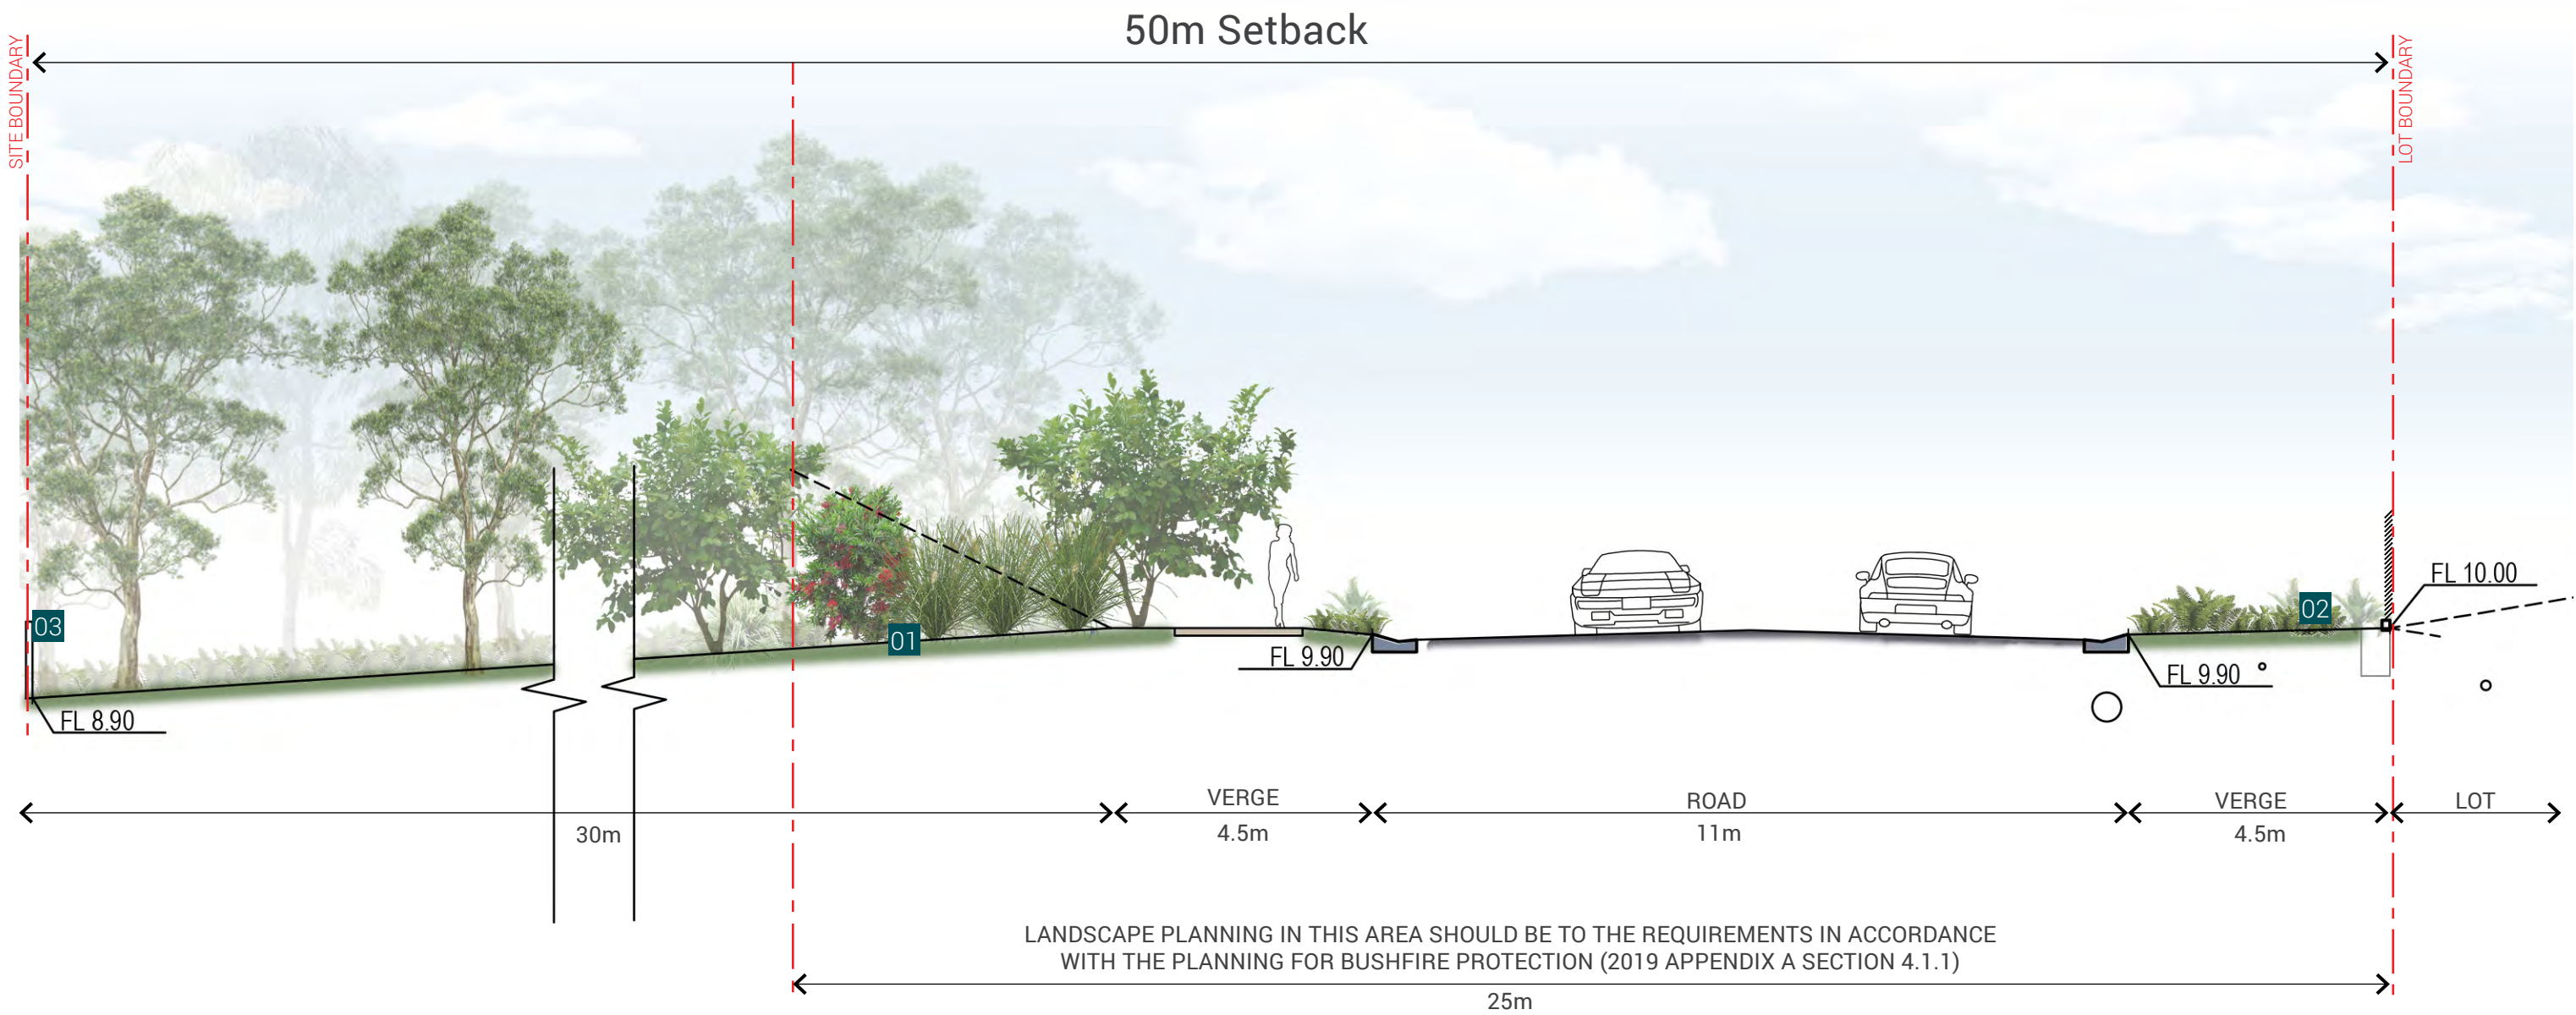 50m Setback
SITE BOUNDARY
LOT BOUNDARY
FL 10.00
02
03
01
FL 9.90
FL 9.90
FL 8.90
VERGE
ROAD
VERGE
LOT
30m
4.5m
11m
4.5m
LANDSCAPE PLANNING IN THIS AREA SHOULD BE TO THE REQUIREMENTS IN ACCORDANCE
WITH THE PLANNING FOR BUSHFIRE PROTECTION (2019 APPENDIX A SECTION 4.1.1)
25m